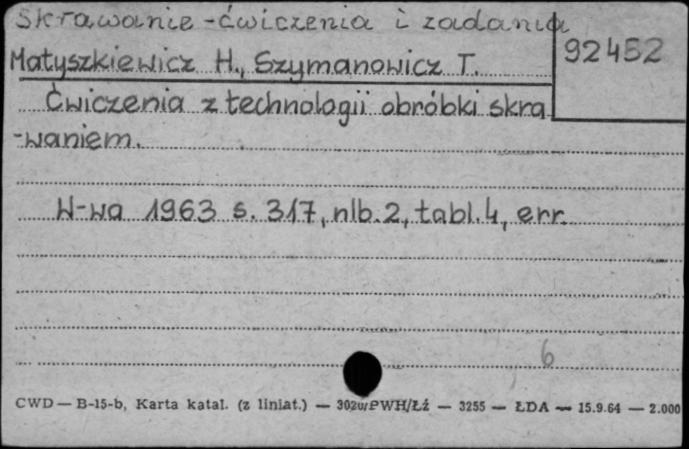 Skrawanie - ćwiczenia i zadania
92452
Matyszkiewicz H., Szymanowicz T.
Ćwiczenia z technologii obróbki skra
-waniem.
W-wa 1963 s. 317, nlb. 2, tabl. 4, err.
6
CWD — B-15-b, Karta katal. (z liniat.) — PWH/Łź — 3255 — ŁDA — 15.9.64 — 2.000